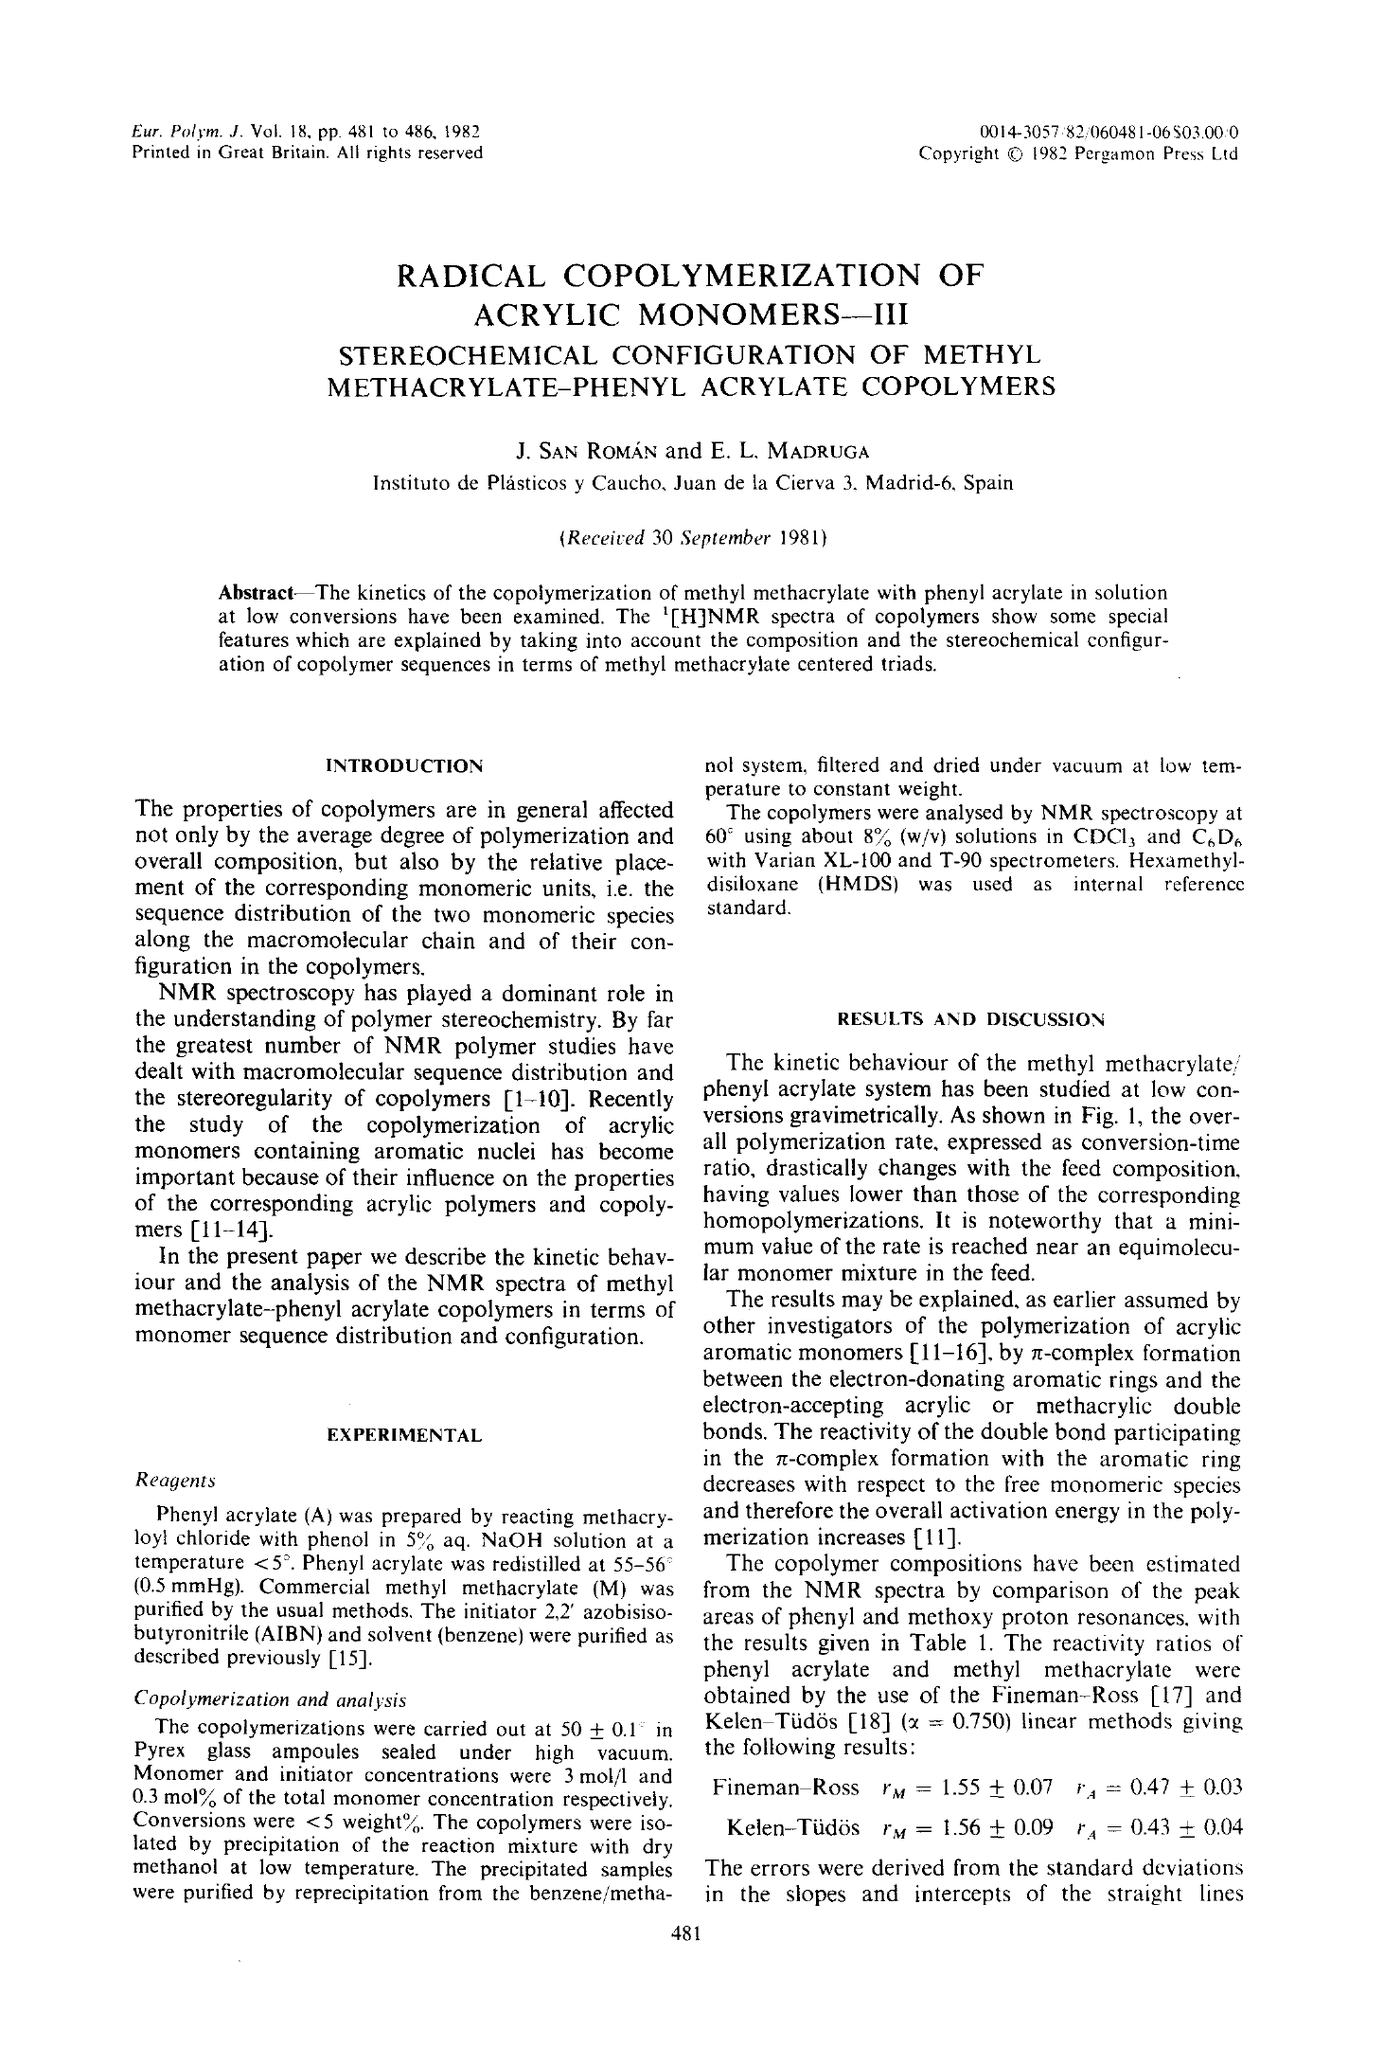 Eur. Polym. J. Vol. 18, pp. 481 to 486, 1982
Printed in Great Britain. All rights reserved
0014-3057/82/060481-06$03.00/0
Copyright © 1982 Pergamon Press Ltd
RADICAL COPOLYMERIZATION OF
ACRYLIC MONOMERS—III
STEREOCHEMICAL CONFIGURATION OF METHYL
METHACRYLATE–PHENYL ACRYLATE COPOLYMERS
J. SAN ROMÁN and E. L. MADRUGA
Instituto de Plásticos y Caucho, Juan de la Cierva 3, Madrid-6, Spain
(Received 30 September 1981)
Abstract—The kinetics of the copolymerization of methyl methacrylate with phenyl acrylate in solution
at low conversions have been examined. The ¹[H]NMR spectra of copolymers show some special
features which are explained by taking into account the composition and the stereochemical configur-
ation of copolymer sequences in terms of methyl methacrylate centered triads.
INTRODUCTION
The properties of copolymers are in general affected
not only by the average degree of polymerization and
overall composition, but also by the relative place-
ment of the corresponding monomeric units, i.e. the
sequence distribution of the two monomeric species
along the macromolecular chain and of their con-
figuration in the copolymers.
NMR spectroscopy has played a dominant role in
the understanding of polymer stereochemistry. By far
the greatest number of NMR polymer studies have
dealt with macromolecular sequence distribution and
the stereoregularity of copolymers [1–10]. Recently
the study of the copolymerization of acrylic
monomers containing aromatic nuclei has become
important because of their influence on the properties
of the corresponding acrylic polymers and copoly-
mers [11–14].
In the present paper we describe the kinetic behav-
iour and the analysis of the NMR spectra of methyl
methacrylate–phenyl acrylate copolymers in terms of
monomer sequence distribution and configuration.
EXPERIMENTAL
Reagents
Phenyl acrylate (A) was prepared by reacting methacry-
loyl chloride with phenol in 5% aq. NaOH solution at a
temperature <5°. Phenyl acrylate was redistilled at 55–56°
(0.5 mmHg). Commercial methyl methacrylate (M) was
purified by the usual methods. The initiator 2,2′ azobisiso-
butyronitrile (AIBN) and solvent (benzene) were purified as
described previously [15].
Copolymerization and analysis
The copolymerizations were carried out at 50 ± 0.1° in
Pyrex glass ampoules sealed under high vacuum.
Monomer and initiator concentrations were 3 mol/l and
0.3 mol% of the total monomer concentration respectively.
Conversions were <5 weight%. The copolymers were iso-
lated by precipitation of the reaction mixture with dry
methanol at low temperature. The precipitated samples
were purified by reprecipitation from the benzene/metha-
nol system, filtered and dried under vacuum at low tem-
perature to constant weight.
The copolymers were analysed by NMR spectroscopy at
60° using about 8% (w/v) solutions in CDCl₃ and C₆D₆
with Varian XL-100 and T-90 spectrometers. Hexamethyl-
disiloxane (HMDS) was used as internal reference
standard.
RESULTS AND DISCUSSION
The kinetic behaviour of the methyl methacrylate/
phenyl acrylate system has been studied at low con-
versions gravimetrically. As shown in Fig. 1, the over-
all polymerization rate, expressed as conversion-time
ratio, drastically changes with the feed composition,
having values lower than those of the corresponding
homopolymerizations. It is noteworthy that a mini-
mum value of the rate is reached near an equimolecu-
lar monomer mixture in the feed.
The results may be explained, as earlier assumed by
other investigators of the polymerization of acrylic
aromatic monomers [11–16], by π-complex formation
between the electron-donating aromatic rings and the
electron-accepting acrylic or methacrylic double
bonds. The reactivity of the double bond participating
in the π-complex formation with the aromatic ring
decreases with respect to the free monomeric species
and therefore the overall activation energy in the poly-
merization increases [11].
The copolymer compositions have been estimated
from the NMR spectra by comparison of the peak
areas of phenyl and methoxy proton resonances, with
the results given in Table 1. The reactivity ratios of
phenyl acrylate and methyl methacrylate were
obtained by the use of the Fineman–Ross [17] and
Kelen–Tüdös [18] (α = 0.750) linear methods giving
the following results:
Fineman–Ross r_M = 1.55 ± 0.07 r_A = 0.47 ± 0.03
Kelen–Tüdös r_M = 1.56 ± 0.09 r_A = 0.43 ± 0.04
The errors were derived from the standard deviations
in the slopes and intercepts of the straight lines
481